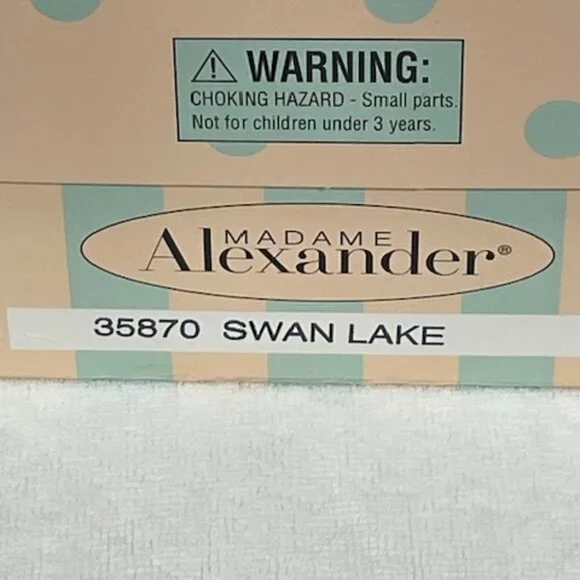 ⚠ WARNING:
CHOKING HAZARD - Small parts.
Not for children under 3 years.
MADAME
Alexander®
35870 SWAN LAKE